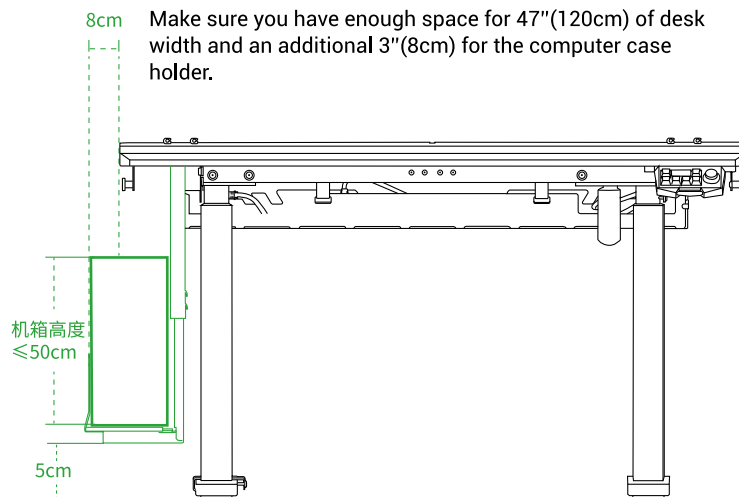 8cm
Make sure you have enough space for 47"(120cm) of desk
width and an additional 3"(8cm) for the computer case
holder.
机箱高度
≤50cm
5cm